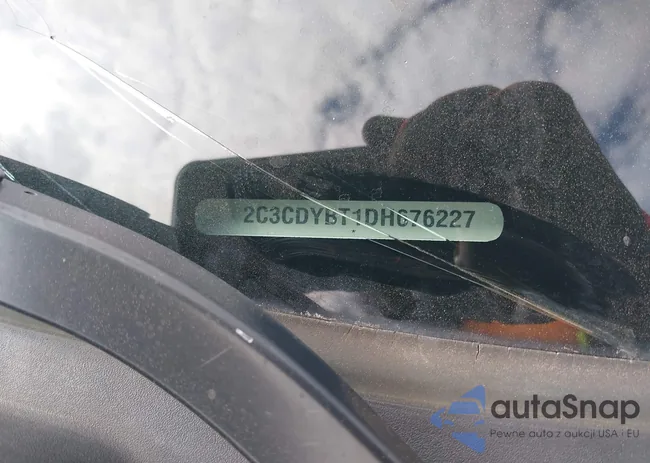 2C3CDYBT1DH676227
autaSnap
Pewne auta z aukcji USA i EU